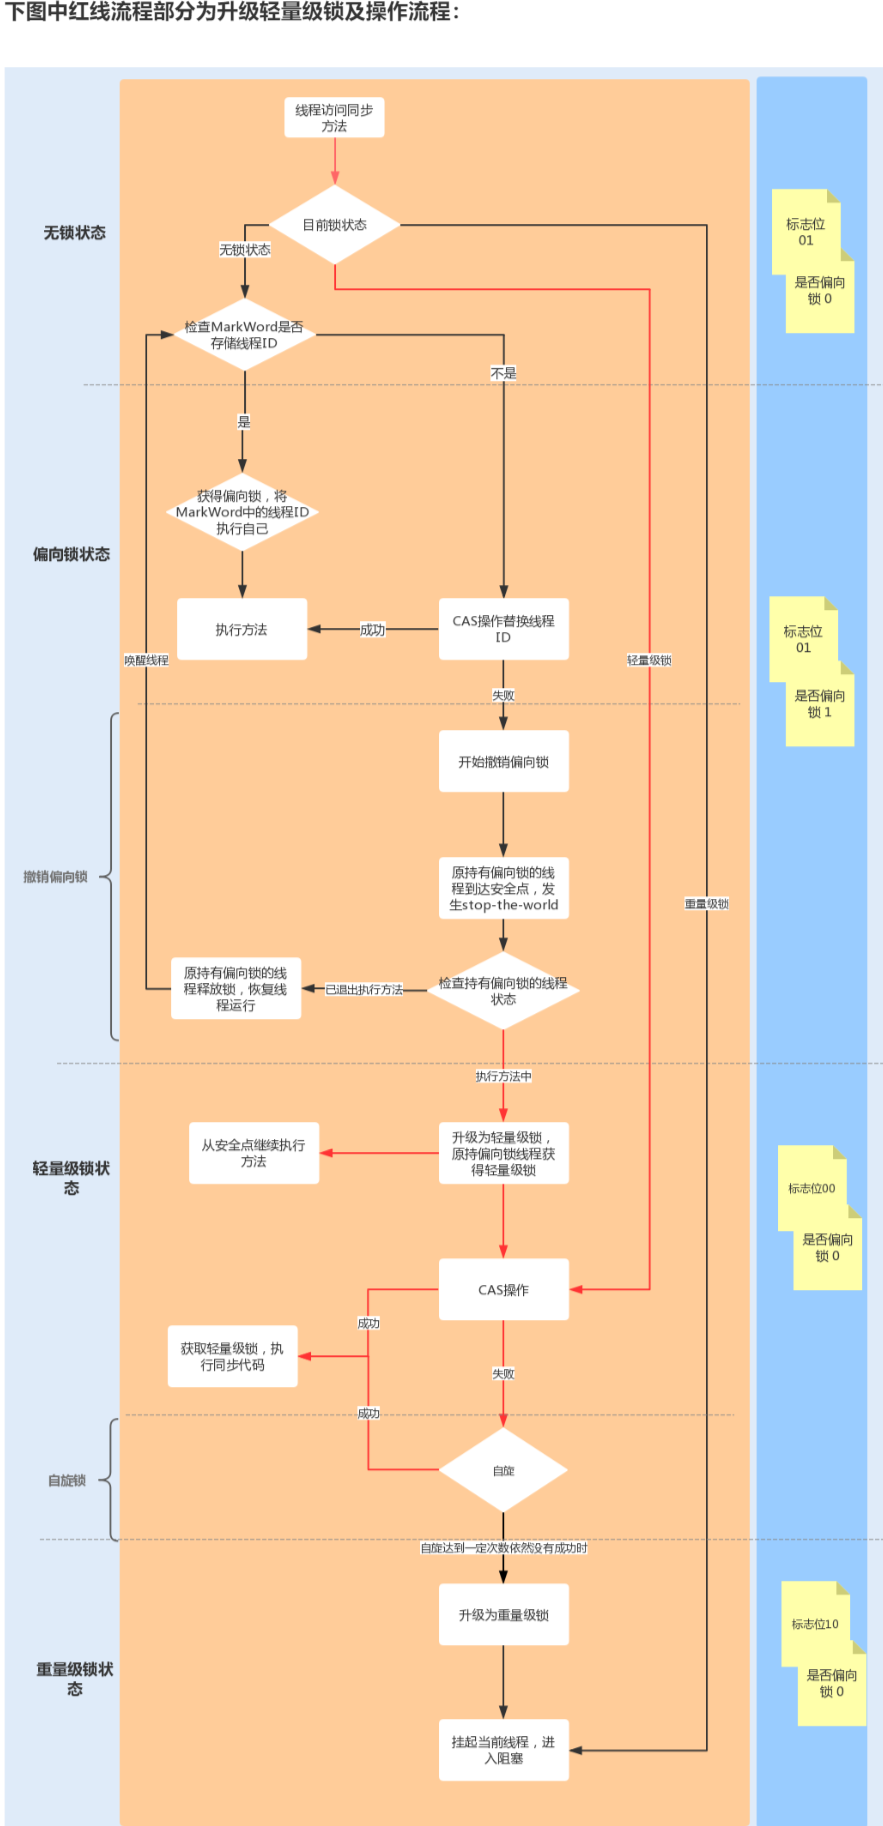 下图中红线流程部分为升级轻量级锁及操作流程：
线程访问同步
方法
目前锁状态
无锁状态
无锁状态
标志位
01
是否偏向
锁 0
检查MarkWord是否
存储线程ID
不是
是
获得偏向锁，将
MarkWord中的线程ID
执行自己
偏向锁状态
执行方法
成功
CAS操作替换线程
ID
标志位
01
是否偏向
锁 1
唤醒线程
轻量级锁
失败
开始撤销偏向锁
撤销偏向锁
原持有偏向锁的线
程到达安全点，发
生stop-the-world
重量级锁
原持有偏向锁的线
程释放锁，恢复线
程运行
已退出执行方法
检查持有偏向锁的线程
状态
执行方法中
从安全点继续执行
方法
升级为轻量级锁，
原持偏向锁线程获
得轻量级锁
轻量级锁状
态
标志位00
是否偏向
锁 0
CAS操作
成功
获取轻量级锁，执
行同步代码
失败
成功
自旋锁
自旋
自旋达到一定次数依然没有成功时
升级为重量级锁
重量级锁状
态
标志位10
是否偏向
锁 0
挂起当前线程，进
入阻塞